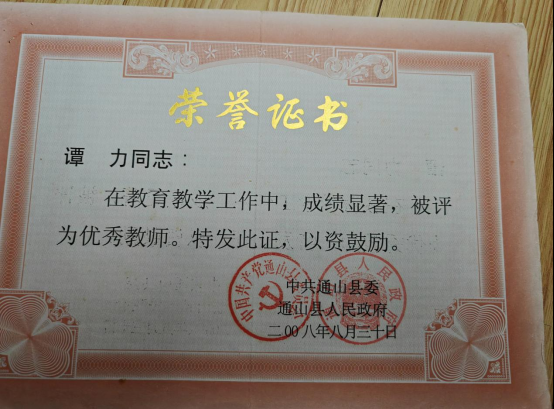 荣誉证书
谭 力同志：
在教育教学工作中，成绩显著，被评
为优秀教师。特发此证，以资鼓励。
中共通山县委
通山县人民政府
二00八年八月三十日